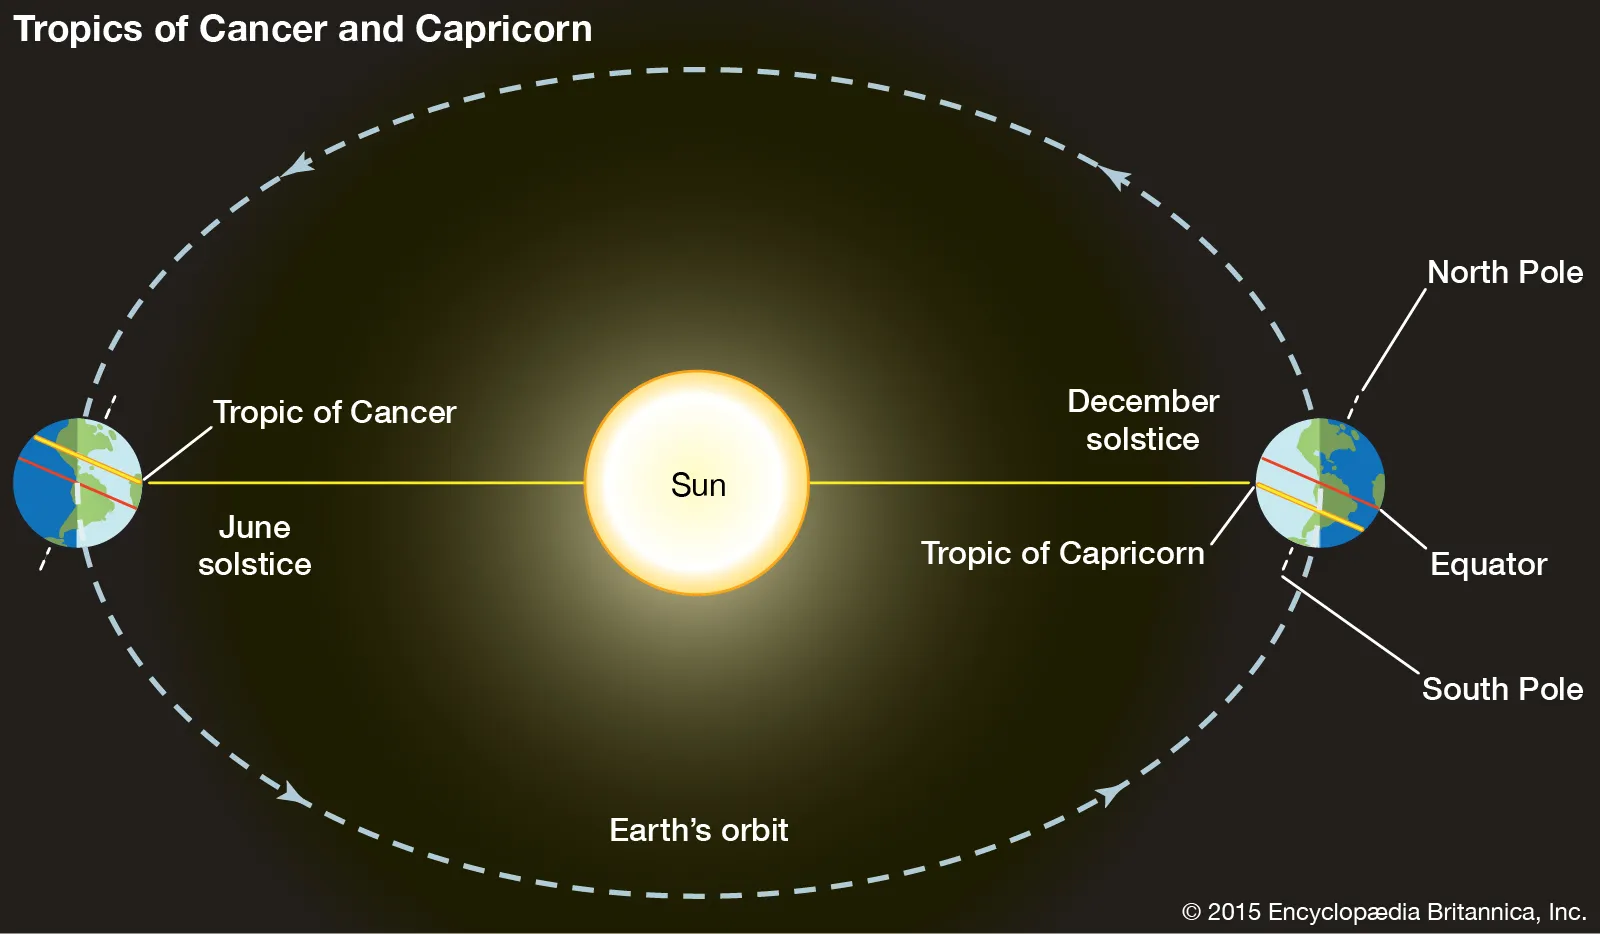 Tropics of Cancer and Capricorn
North Pole
Tropic of Cancer
December
solstice
Sun
June
solstice
Tropic of Capricorn
Equator
South Pole
Earth’s orbit
© 2015 Encyclopædia Britannica, Inc.